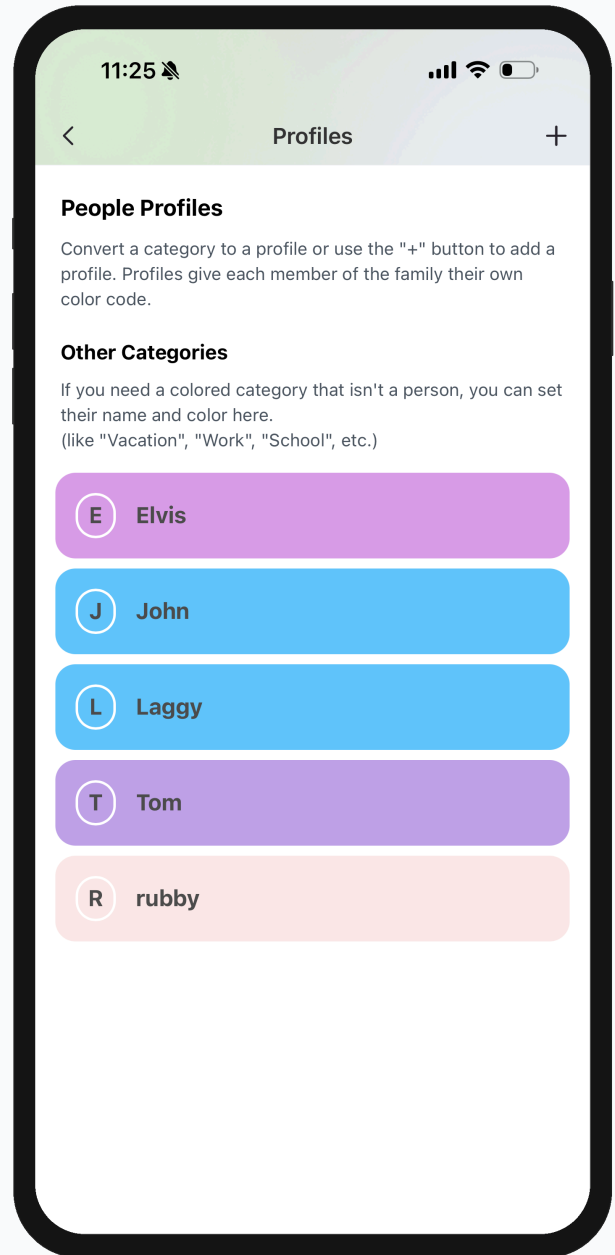 11:25
Profiles
People Profiles
Convert a category to a profile or use the "+" button to add a
profile. Profiles give each member of the family their own
color code.
Other Categories
If you need a colored category that isn't a person, you can set
their name and color here.
(like "Vacation", "Work", "School", etc.)
E Elvis
J John
L Laggy
T Tom
R rubby